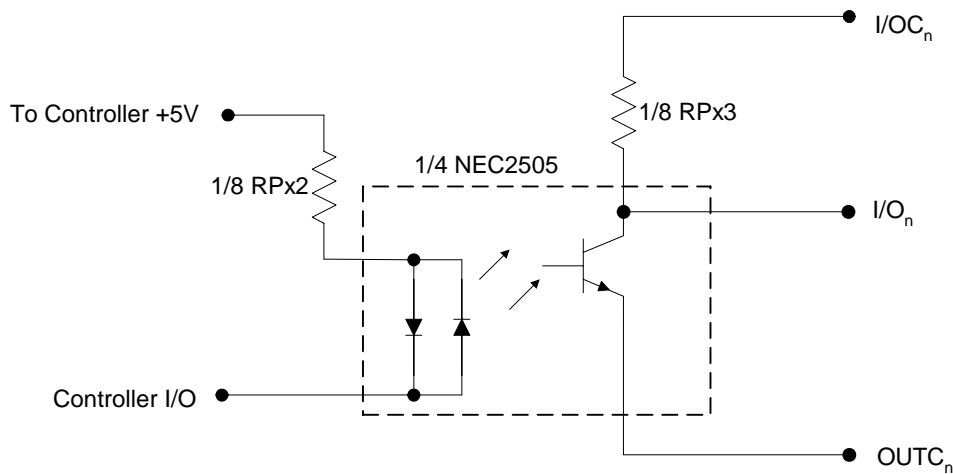 I/OCn
To Controller +5V
1/8 RPx3
1/4 NEC2505
1/8 RPx2
I/On
Controller I/O
OUTCn